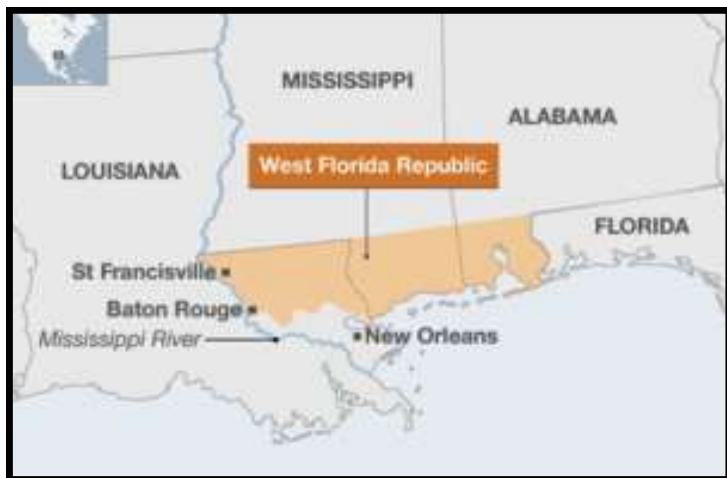 MISSISSIPPI
ALABAMA
LOUISIANA
West Florida Republic
FLORIDA
St Francisville
Baton Rouge
Mississippi River
New Orleans